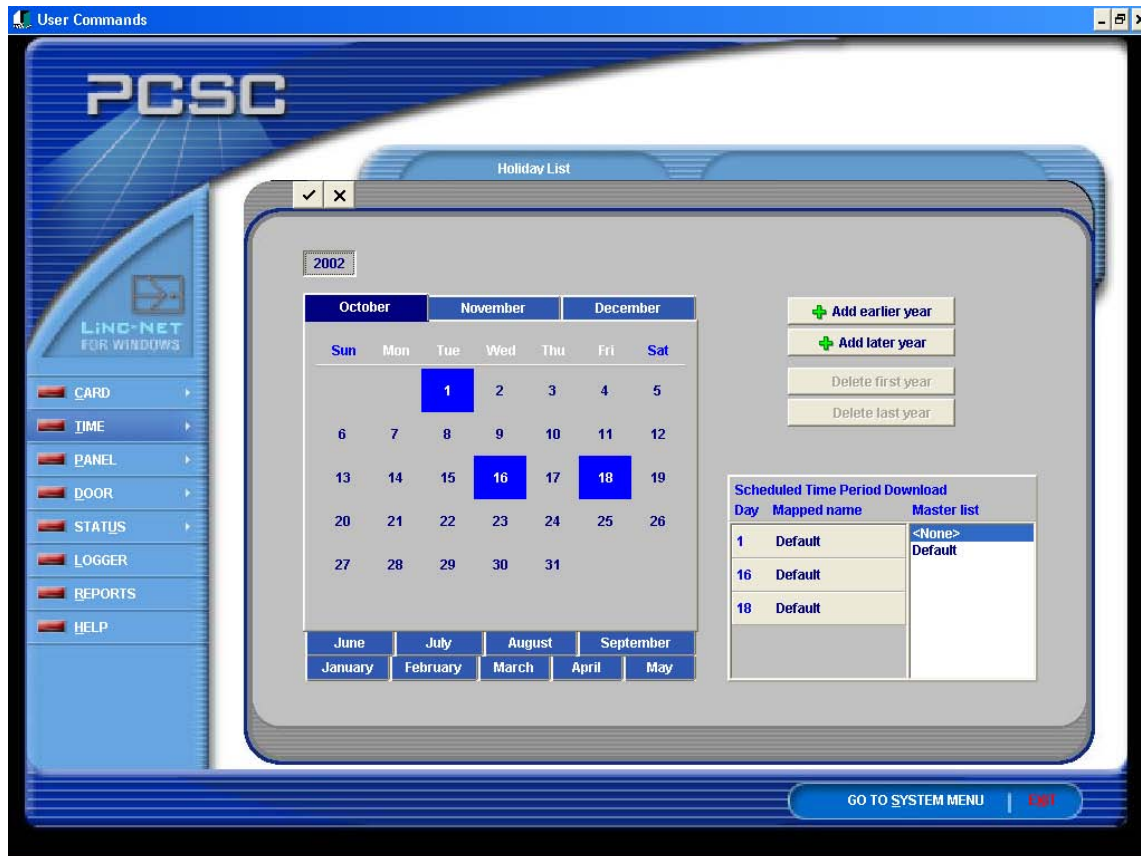 User Commands
PCSC
Holiday List
2002
October November December
Sun Mon Tue Wed Thu Fri Sat
1 2 3 4 5
6 7 8 9 10 11 12
13 14 15 16 17 18 19
20 21 22 23 24 25 26
27 28 29 30 31
June July August September
January February March April May
Add earlier year
Add later year
Delete first year
Delete last year
Scheduled Time Period Download
Day Mapped name Master list
1 Default
16 Default
18 Default
<None>
Default
LiNC-NET
FOR WINDOWS
CARD
TIME
PANEL
DOOR
STATUS
LOGGER
REPORTS
HELP
GO TO SYSTEM MENU | EXIT